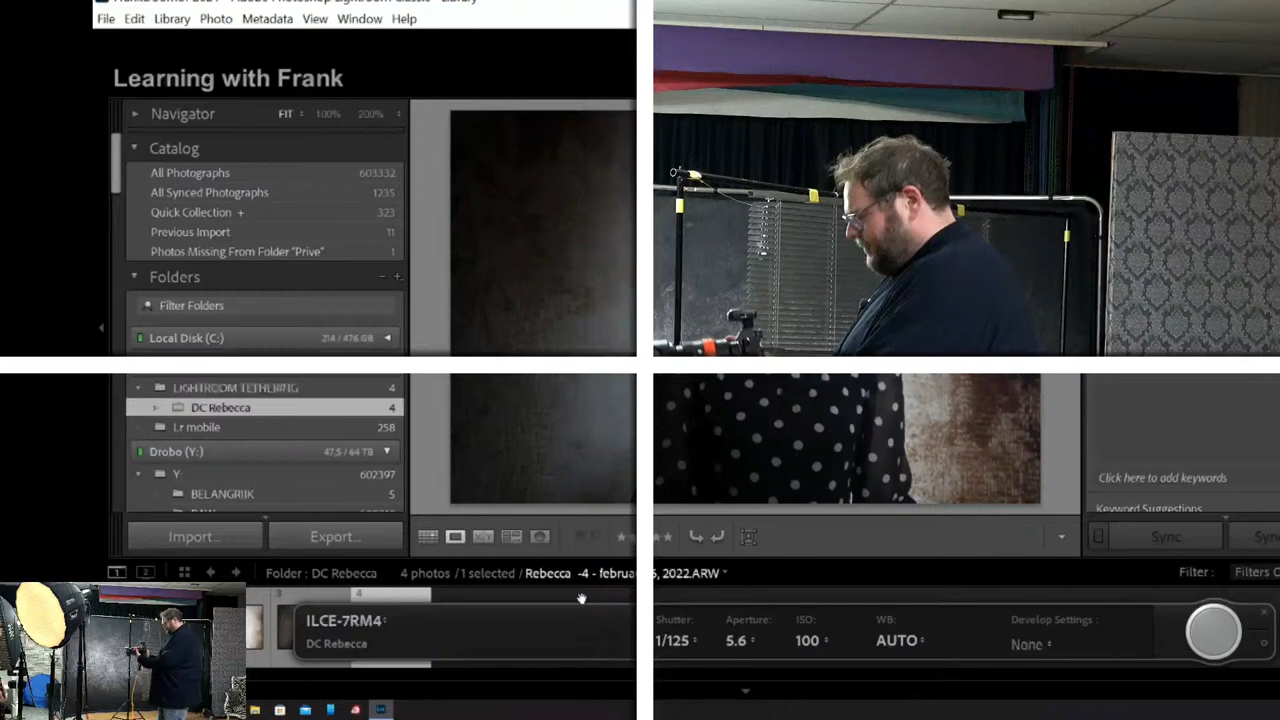 File Edit Library Photo Metadata View Window Help
Learning with Frank
Navigator FIT 100% 200%
Catalog
All Photographs 603332
All Synced Photographs 1235
Quick Collection + 323
Previous Import 11
Photos Missing From Folder "Prive" 1
Folders
Filter Folders
Local Disk (C:) 214 / 476 GB
LIGHTROOM TETHERING 4
DC Rebecca 4
Lr mobile 258
Drobo (Y:) 47,5 / 64 TB
Y: 602397
BELANGRIJK 5
Click here to add keywords
Keyword Suggestions
Import... Export... Sync
Folder : DC Rebecca 4 photos / 1 selected / Rebecca -4 - februa 6, 2022.ARW Filter : Filters O
3 4
ILCE-7RM4 Shutter: Aperture: ISO: WB: Develop Settings :
DC Rebecca 1/125 5.6 100 AUTO None